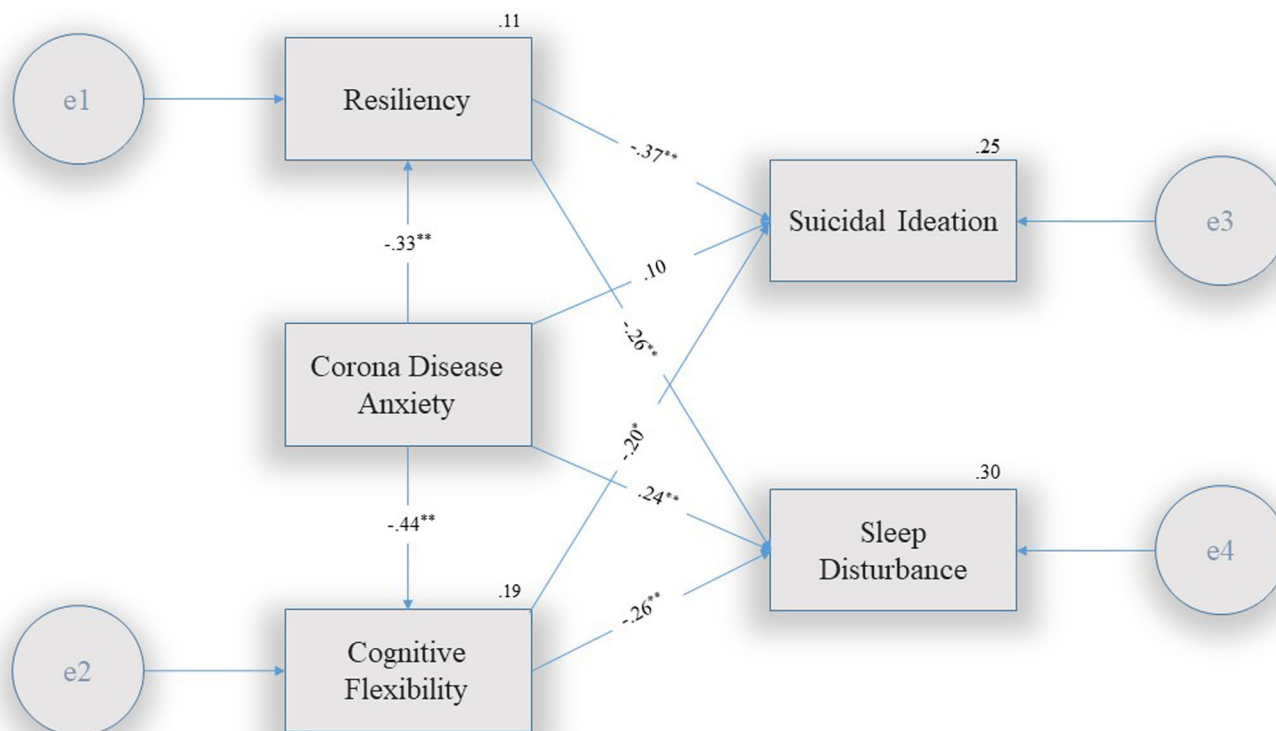 .11
e1
Resiliency
-.37**
.25
Suicidal Ideation
e3
-.33**
.10
-.26**
Corona Disease
Anxiety
-.20*
.24**
.30
-.44**
Sleep
Disturbance
e4
.19
-.26**
e2
Cognitive
Flexibility